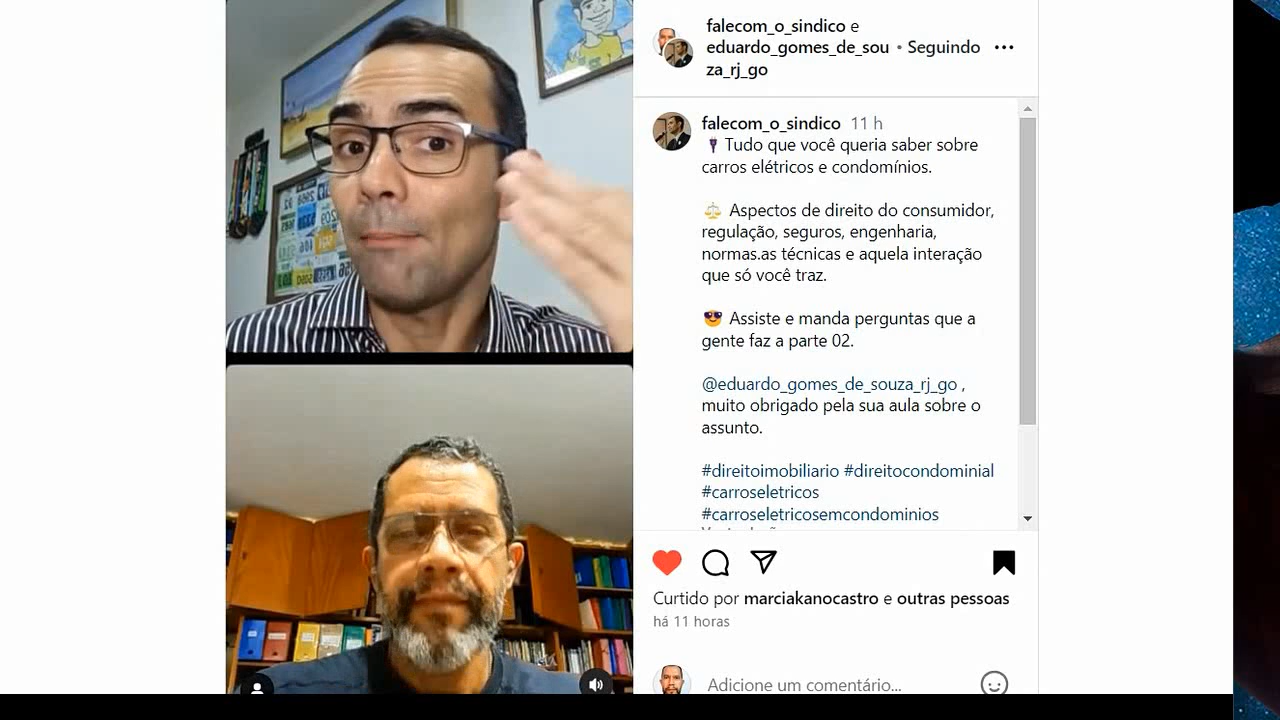 falecom_o_sindico e
eduardo_gomes_de_sou • Seguindo
za_rj_go
falecom_o_sindico 11 h
Tudo que você queria saber sobre
carros elétricos e condomínios.
Aspectos de direito do consumidor,
regulação, seguros, engenharia,
normas.as técnicas e aquela interação
que só você traz.
Assiste e manda perguntas que a
gente faz a parte 02.
@eduardo_gomes_de_souza_rj_go ,
muito obrigado pela sua aula sobre o
assunto.
#direitoimobiliario #direitocondominial
#carroseletricos
#carroseletricosemcondominios
Curtido por marciakanocastro e outras pessoas
há 11 horas
Adicione um comentário...